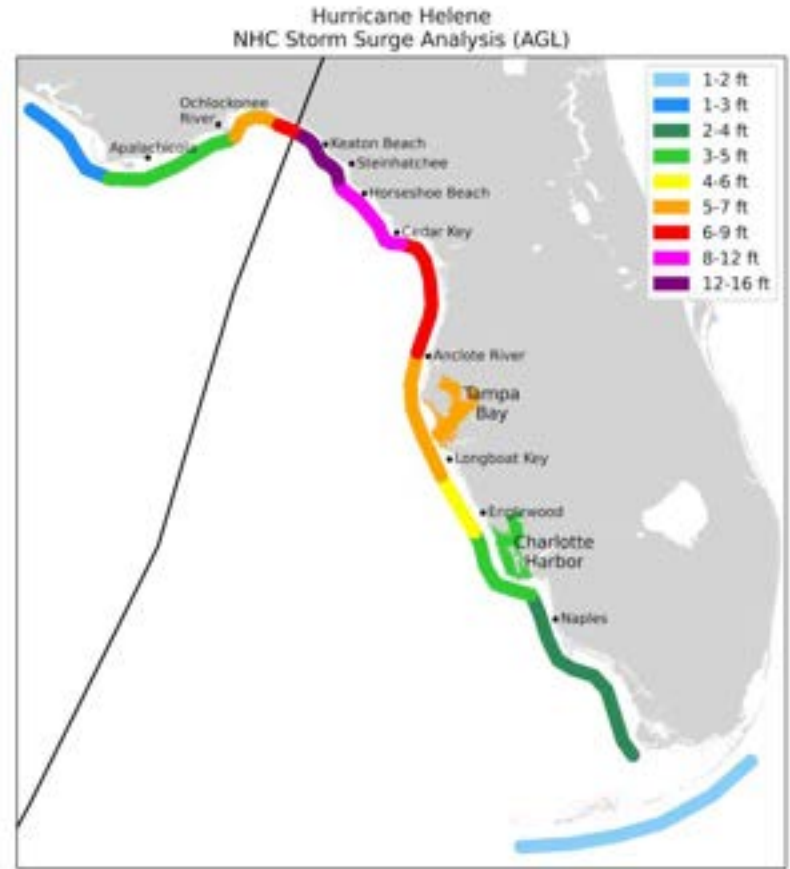 Hurricane Helene
NHC Storm Surge Analysis (AGL)
1-2 ft
1-3 ft
2-4 ft
3-5 ft
4-6 ft
5-7 ft
6-9 ft
8-12 ft
12-16 ft
Ochlockonee
River
Apalachicola
Keaton Beach
Steinhatchee
Horseshoe Beach
Cedar Key
Anclote River
Tampa
Bay
Longboat Key
Englewood
Charlotte
Harbor
Naples